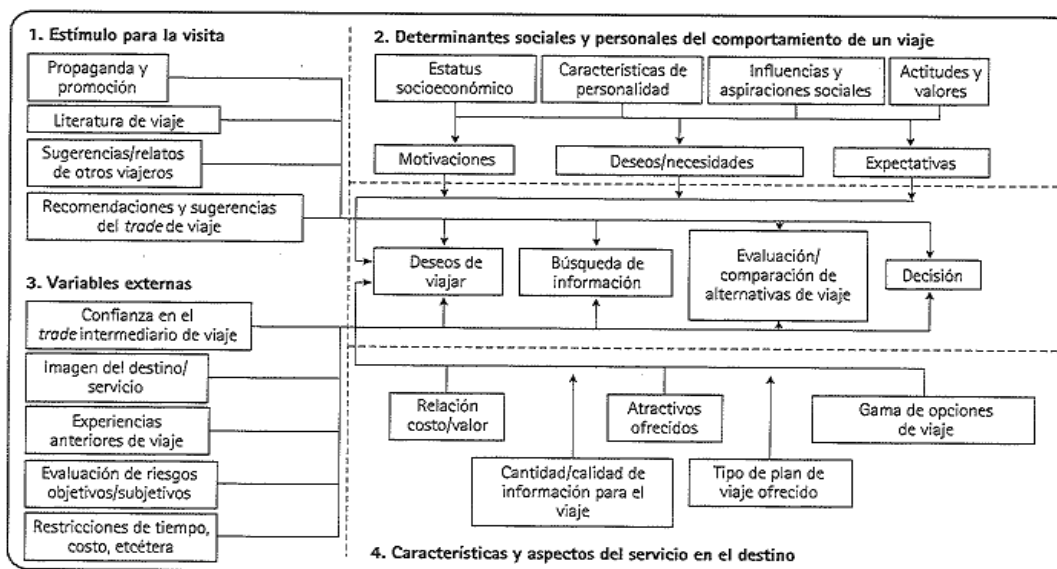 1. Estímulo para la visita
Propaganda y
promoción
Literatura de viaje
Sugerencias/relatos
de otros viajeros
Recomendaciones y sugerencias
del trade de viaje
2. Determinantes sociales y personales del comportamiento de un viaje
Estatus
socioeconómico
Características de
personalidad
Influencias y
aspiraciones sociales
Actitudes y
valores
Motivaciones
Deseos/necesidades
Expectativas
Deseos de
viajar
Búsqueda de
información
Evaluación/
comparación de
alternativas de viaje
Decisión
3. Variables externas
Confianza en el
trade intermediario de viaje
Imagen del destino/
servicio
Experiencias
anteriores de viaje
Evaluación de riesgos
objetivos/subjetivos
Restricciones de tiempo,
costo, etcétera
Relación
costo/valor
Atractivos
ofrecidos
Gama de opciones
de viaje
Cantidad/calidad de
información para el
viaje
Tipo de plan de
viaje ofrecido
4. Características y aspectos del servicio en el destino